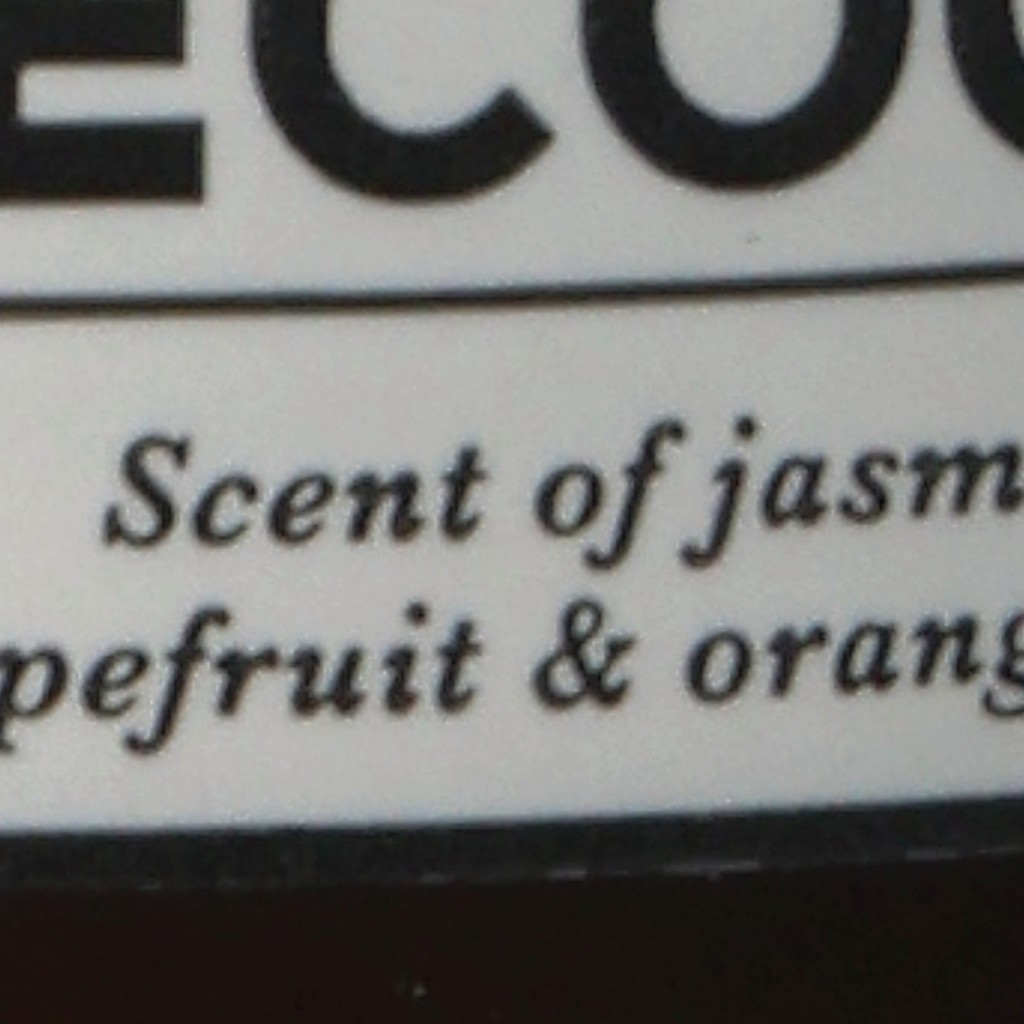 ECO
Scent of jasm
pefruit & orang